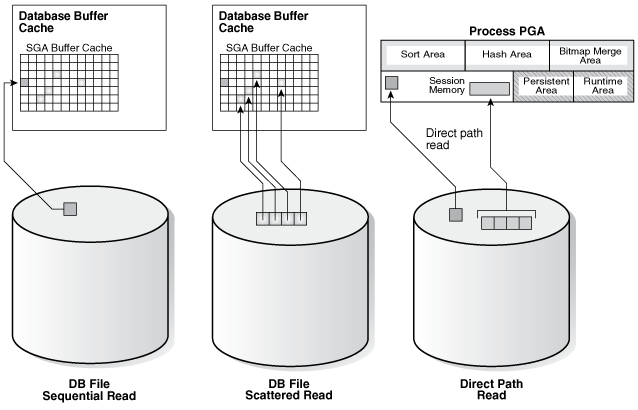 Database Buffer
Cache
SGA Buffer Cache
DB File
Sequential Read
Database Buffer
Cache
SGA Buffer Cache
DB File
Scattered Read
Process PGA
Sort Area
Hash Area
Bitmap Merge
Area
Session
Memory
Persistent
Area
Runtime
Area
Direct path
read
Direct Path
Read